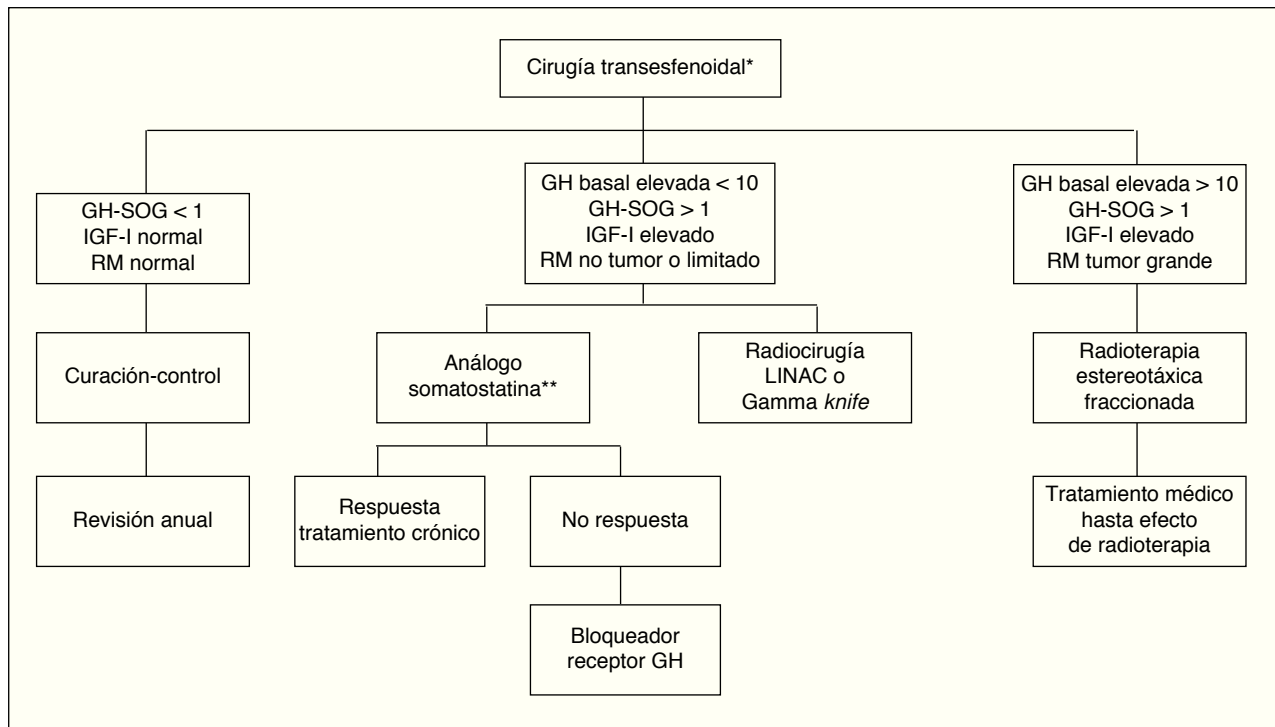 Cirugía transesfenoidal*
GH-SOG < 1
IGF-I normal
RM normal
GH basal elevada < 10
GH-SOG > 1
IGF-I elevado
RM no tumor o limitado
GH basal elevada > 10
GH-SOG > 1
IGF-I elevado
RM tumor grande
Curación-control
Análogo
somatostatina**
Radiocirugía
LINAC o
Gamma knife
Radioterapia
estereotáxica
fraccionada
Revisión anual
Respuesta
tratamiento crónico
No respuesta
Tratamiento médico
hasta efecto
de radioterapia
Bloqueador
receptor GH